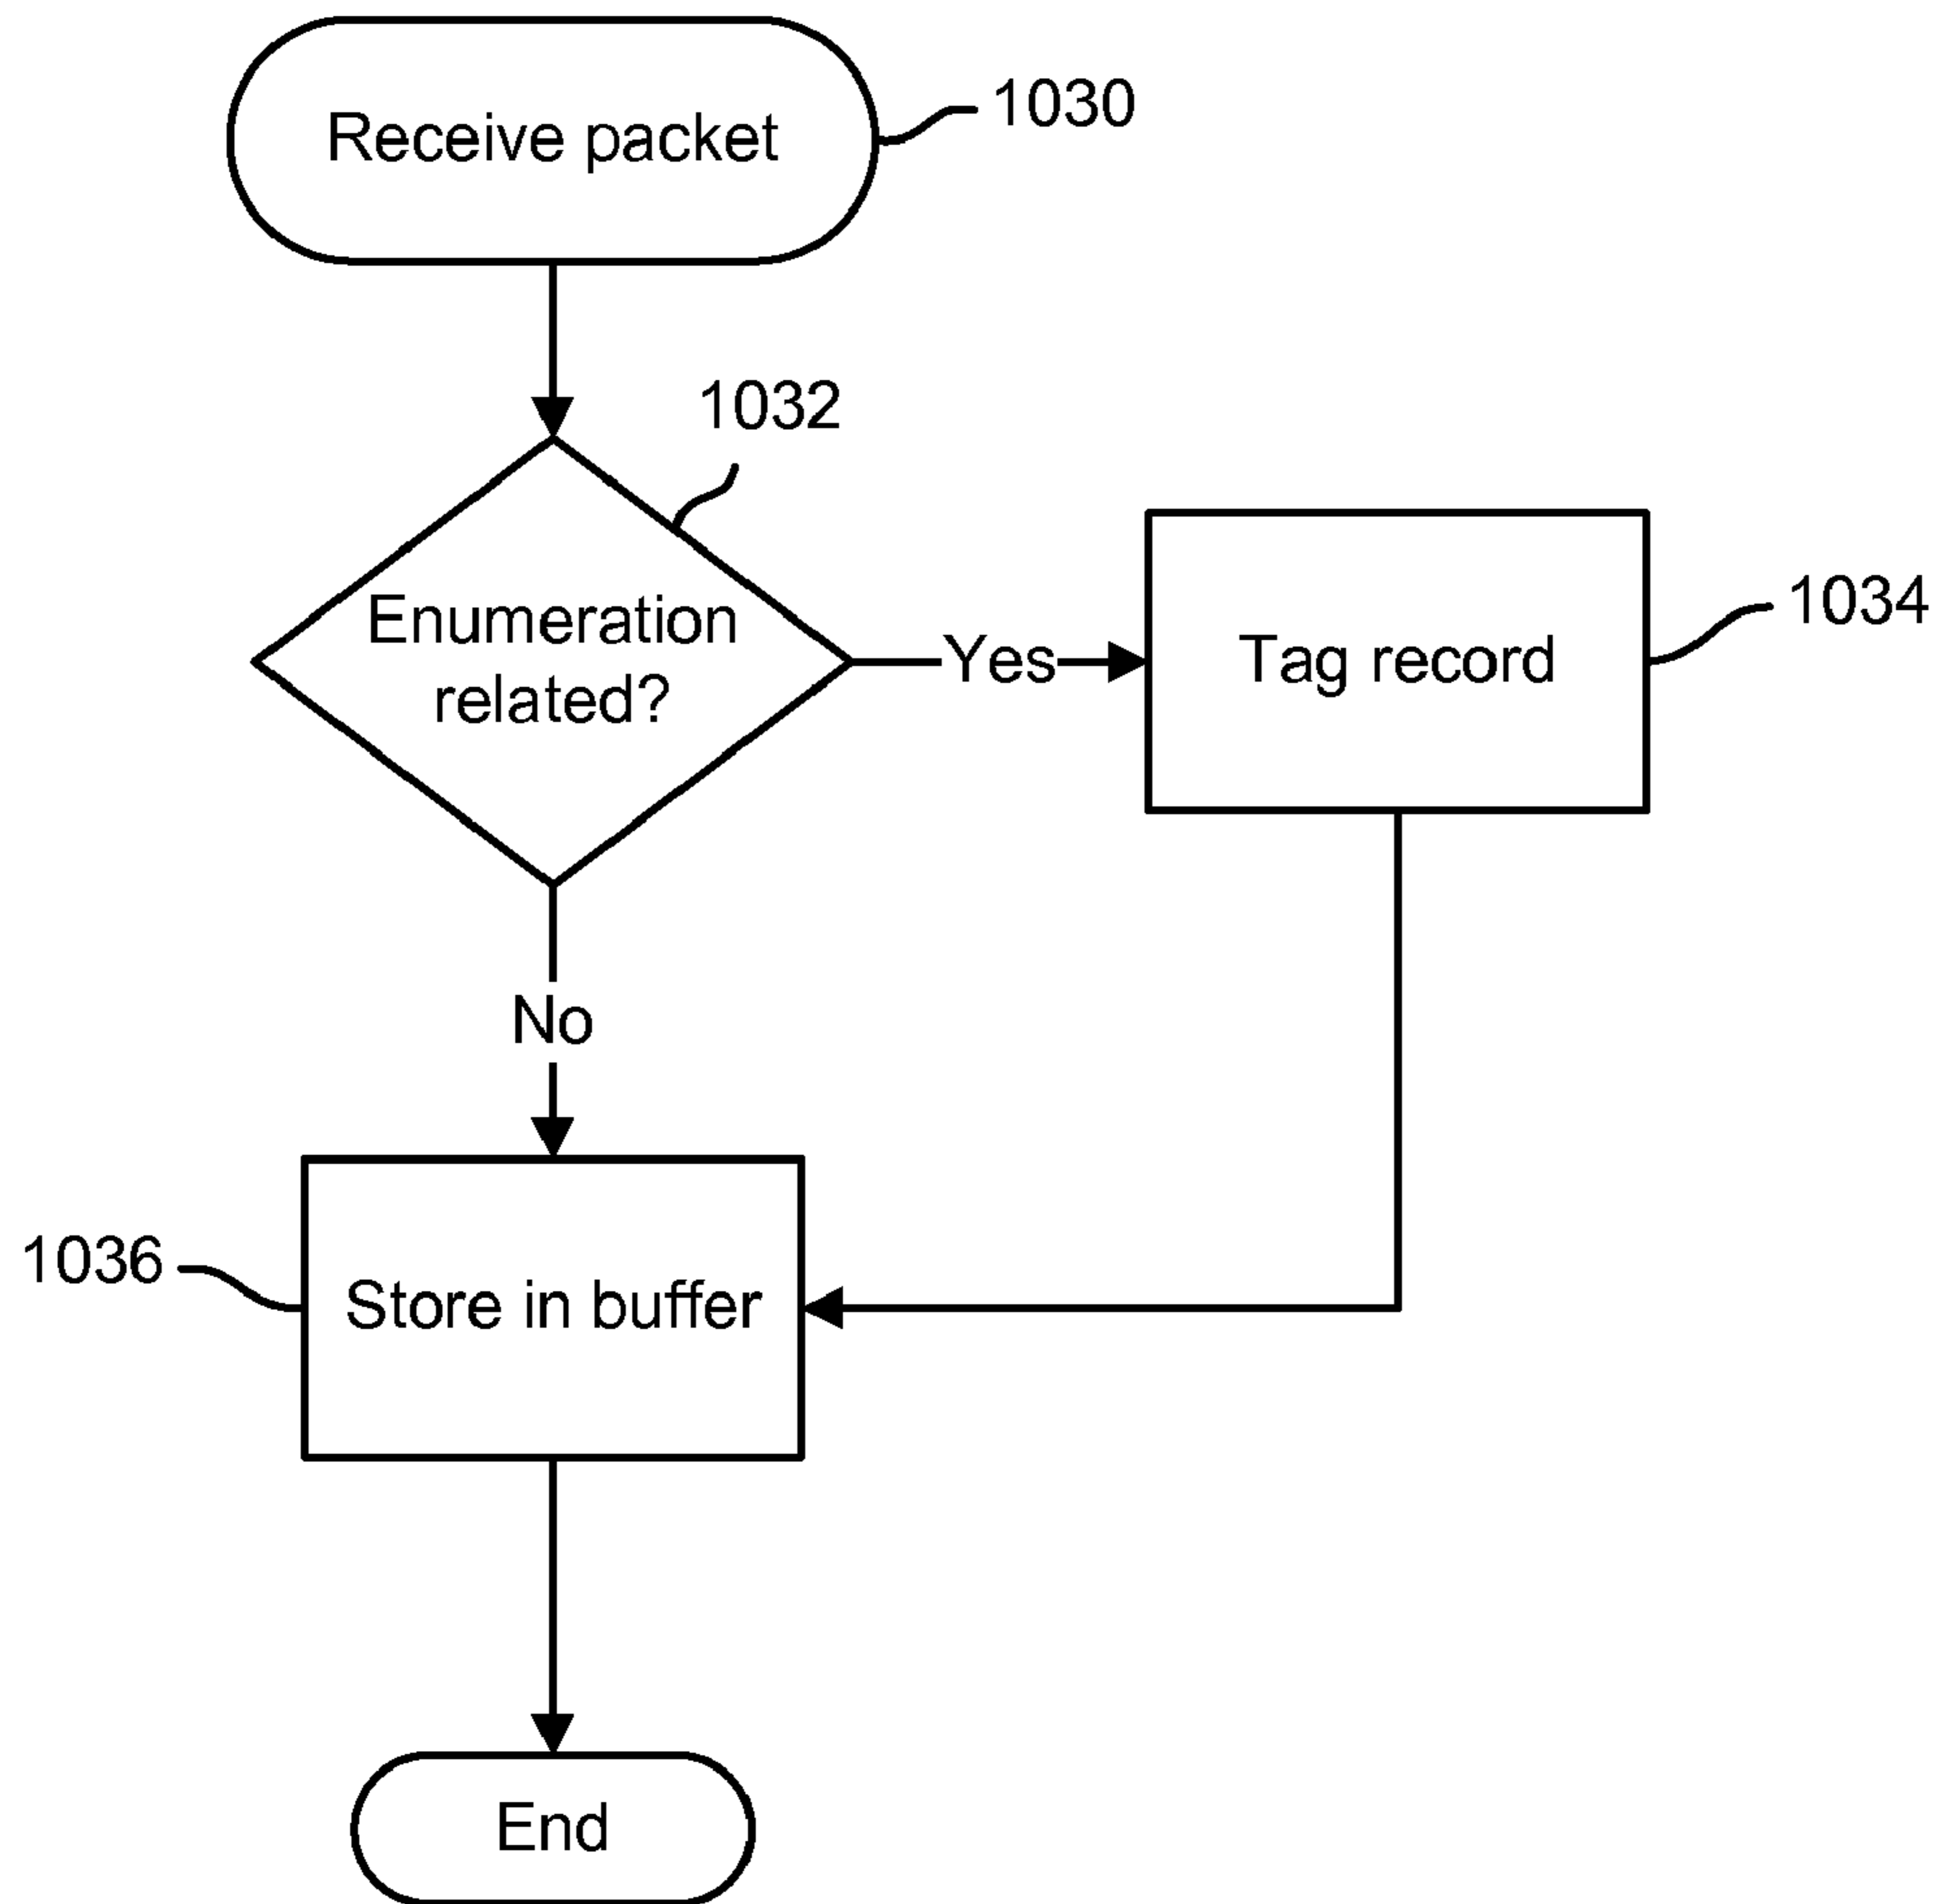 Receive packet
1030
1032
Enumeration
related?
Yes
Tag record
1034
No
1036
Store in buffer
End